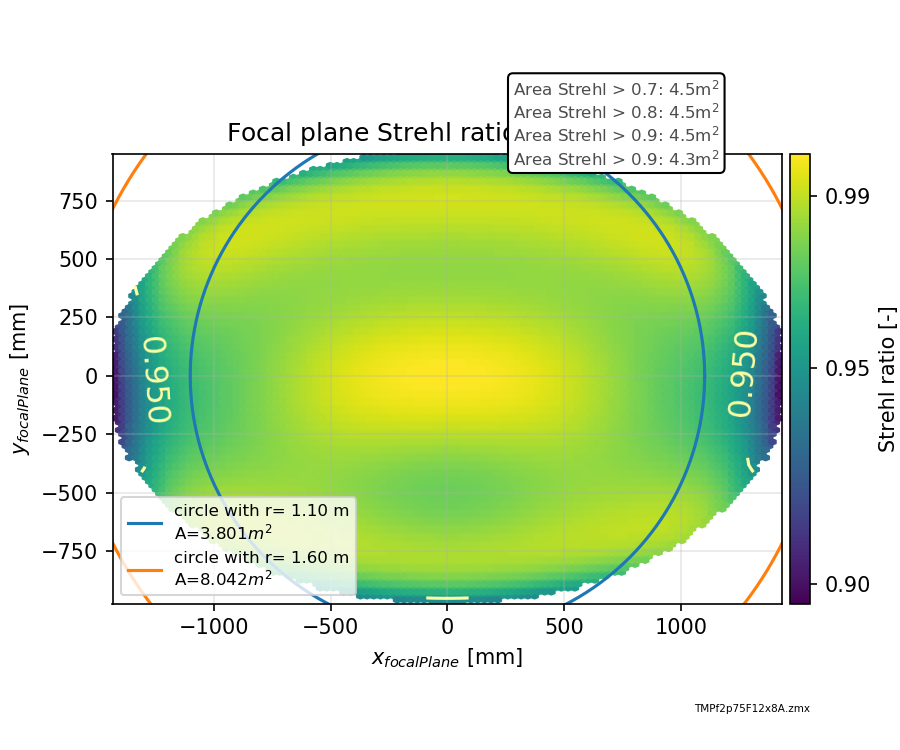 Area Strehl > 0.7: 4.5m²
Area Strehl > 0.8: 4.5m²
Area Strehl > 0.9: 4.5m²
Area Strehl > 0.9: 4.3m²
Focal plane Strehl ratio
750
500
250
0
−250
−500
−750
y_focalPlane [mm]
0.950
0.950
circle with r= 1.10 m
A=3.801m²
circle with r= 1.60 m
A=8.042m²
−1000
−500
0
500
1000
x_focalPlane [mm]
0.99
0.95
0.90
Strehl ratio [-]
TMPf2p75F12x8A.zmx